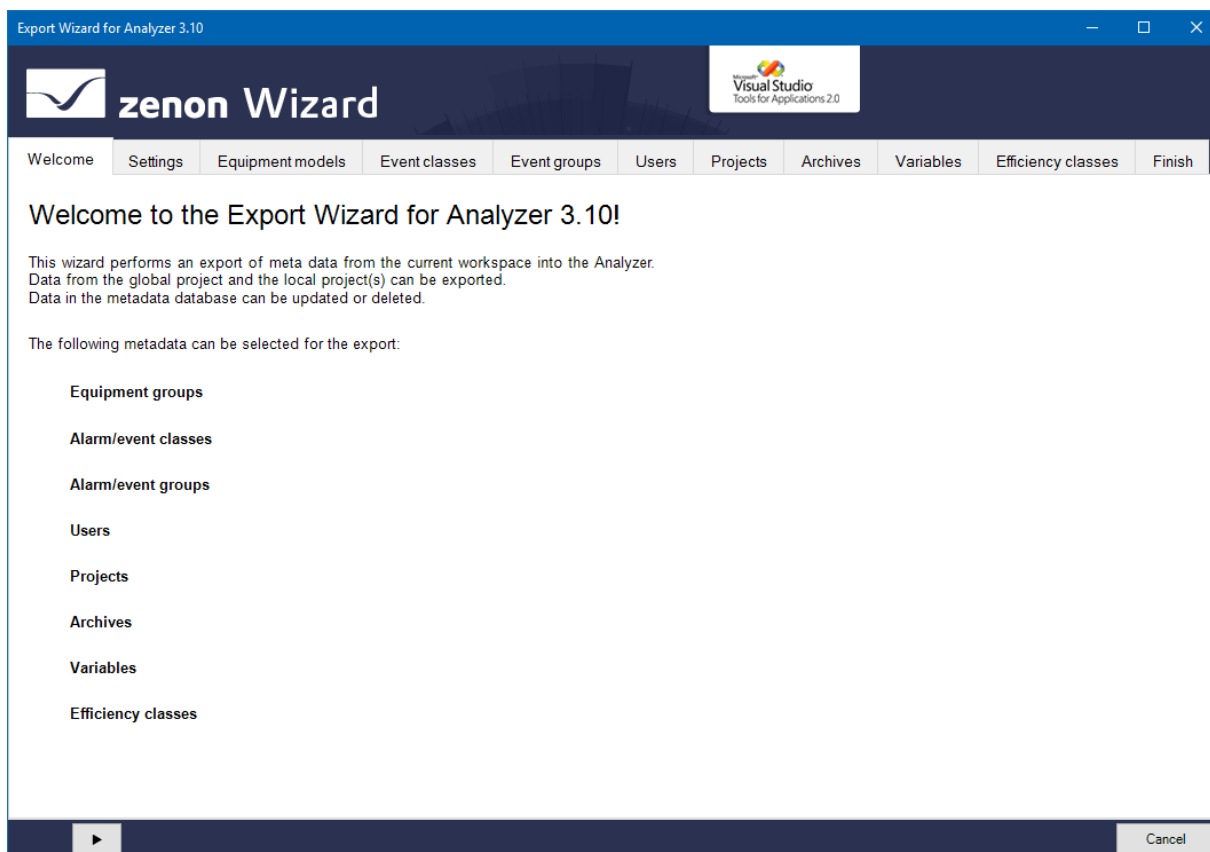 Export Wizard for Analyzer 3.10
zenon Wizard
Microsoft
Visual Studio
Tools for Applications 2.0
Welcome Settings Equipment models Event classes Event groups Users Projects Archives Variables Efficiency classes Finish
Welcome to the Export Wizard for Analyzer 3.10!
This wizard performs an export of meta data from the current workspace into the Analyzer.
Data from the global project and the local project(s) can be exported.
Data in the metadata database can be updated or deleted.
The following metadata can be selected for the export:
Equipment groups
Alarm/event classes
Alarm/event groups
Users
Projects
Archives
Variables
Efficiency classes
Cancel